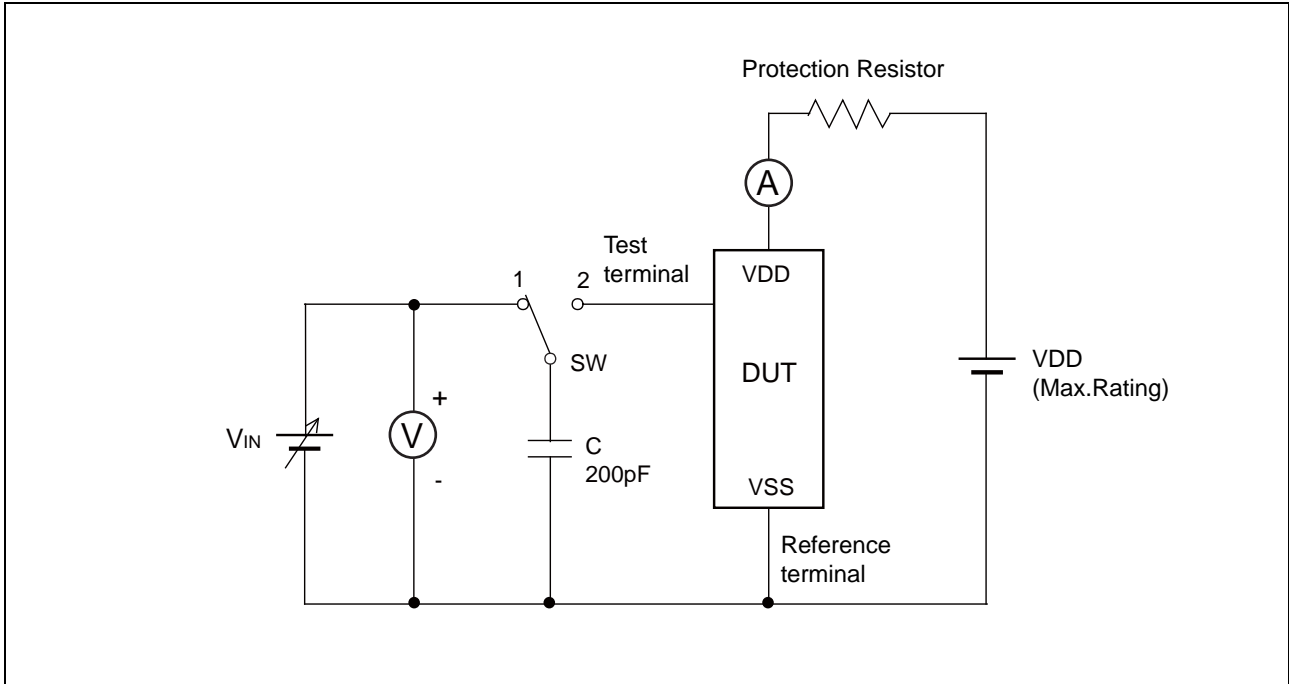 Protection Resistor
A
Test
terminal
1
2
VDD
SW
DUT
VDD
(Max.Rating)
VIN
+
V
-
C
200pF
VSS
Reference
terminal